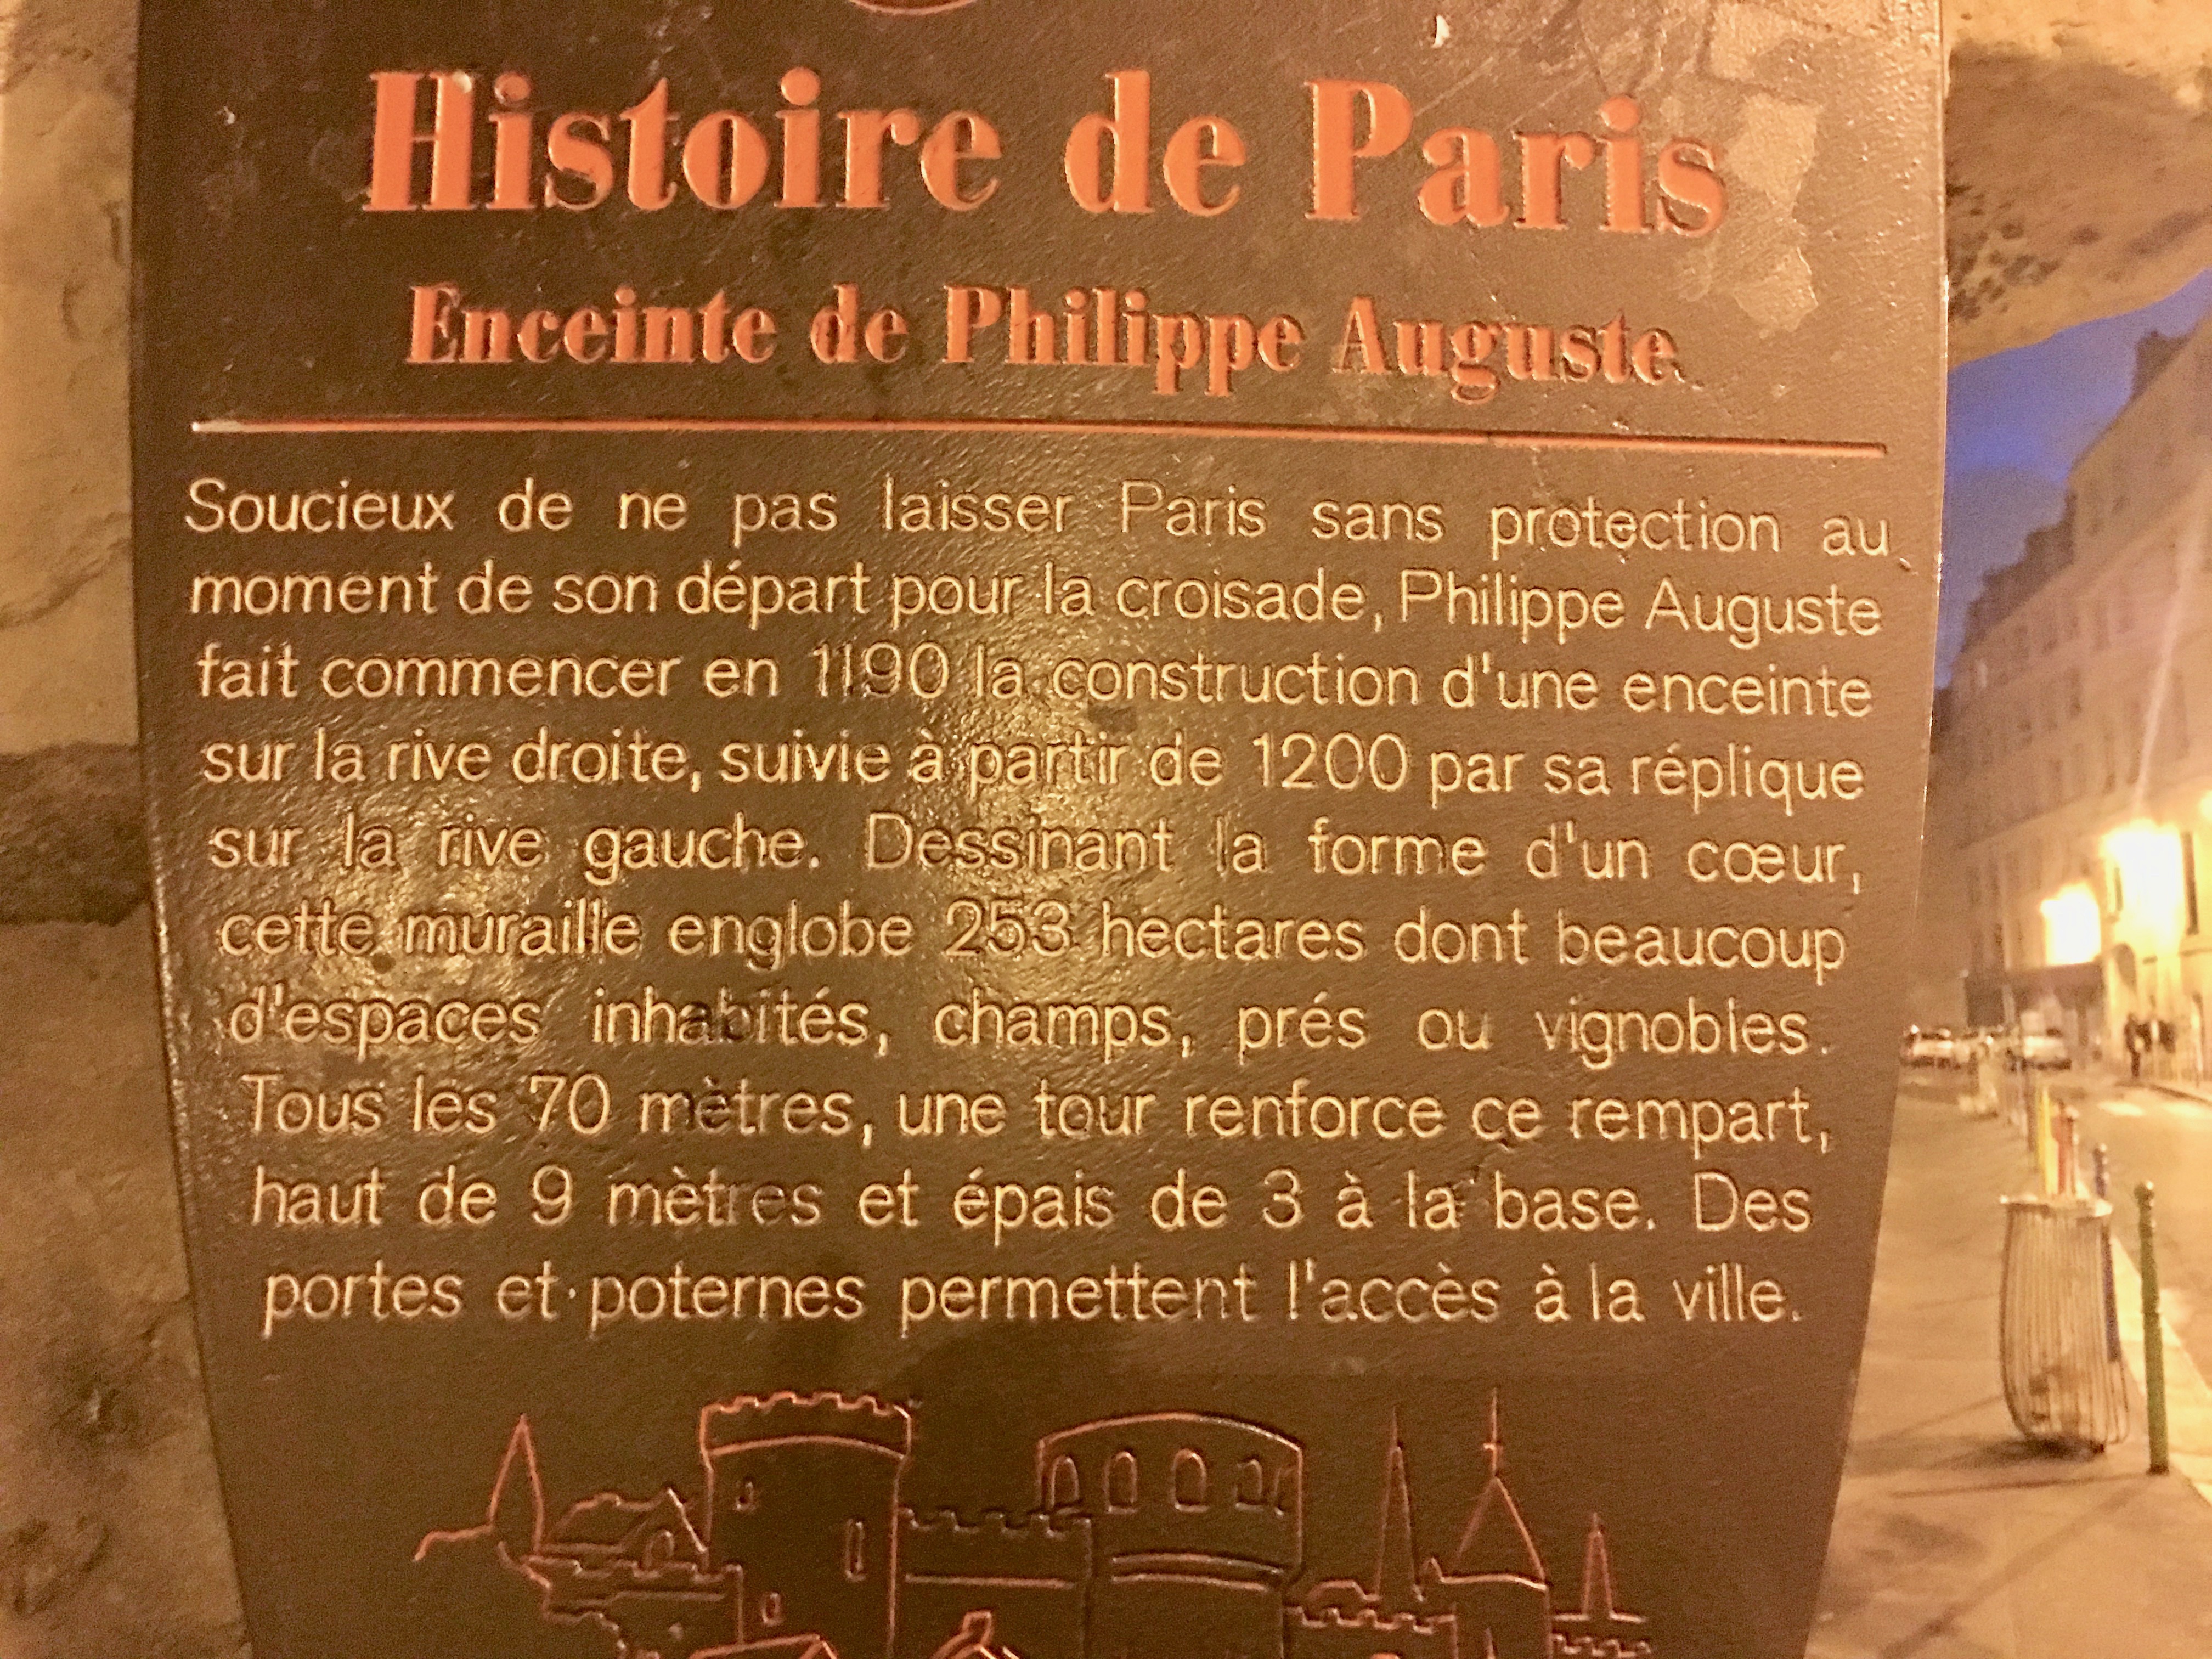 Histoire de Paris
Enceinte de Philippe Auguste
Soucieux de ne pas laisser Paris sans protection au
moment de son départ pour la croisade, Philippe Auguste
fait commencer en 1190 la construction d'une enceinte
sur la rive droite, suivie à partir de 1200 par sa réplique
sur la rive gauche. Dessinant la forme d'un cœur,
cette muraille englobe 253 hectares dont beaucoup
d'espaces inhabités, champs, prés ou vignobles.
Tous les 70 mètres, une tour renforce ce rempart,
haut de 9 mètres et épais de 3 à la base. Des
portes et poternes permettent l'accès à la ville.